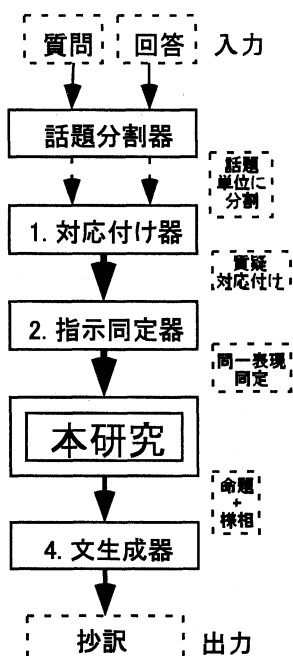 質問 回答 入力
話題分割器
話題
単位に
分割
1. 対応付け器
質疑
対応付け
2. 指示同定器
同一表現
同定
本研究
命題
+
様相
4. 文生成器
抄訳 出力